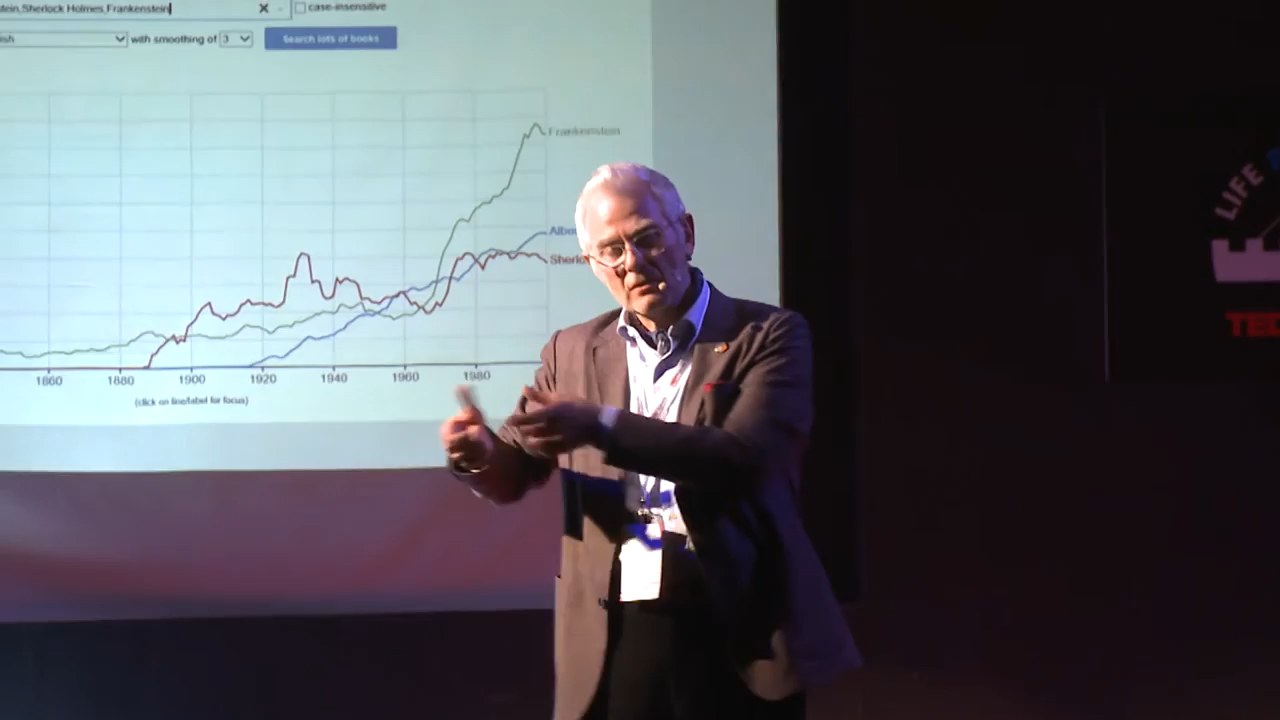 tein,Sherlock Holmes,Frankenstein
case-insensitive
ish
with smoothing of 3
Search lots of books
Frankenstein
Albe
Sherlo
1860 1880 1900 1920 1940 1960 1980
(click on line/label for focus)
LIFE
TED